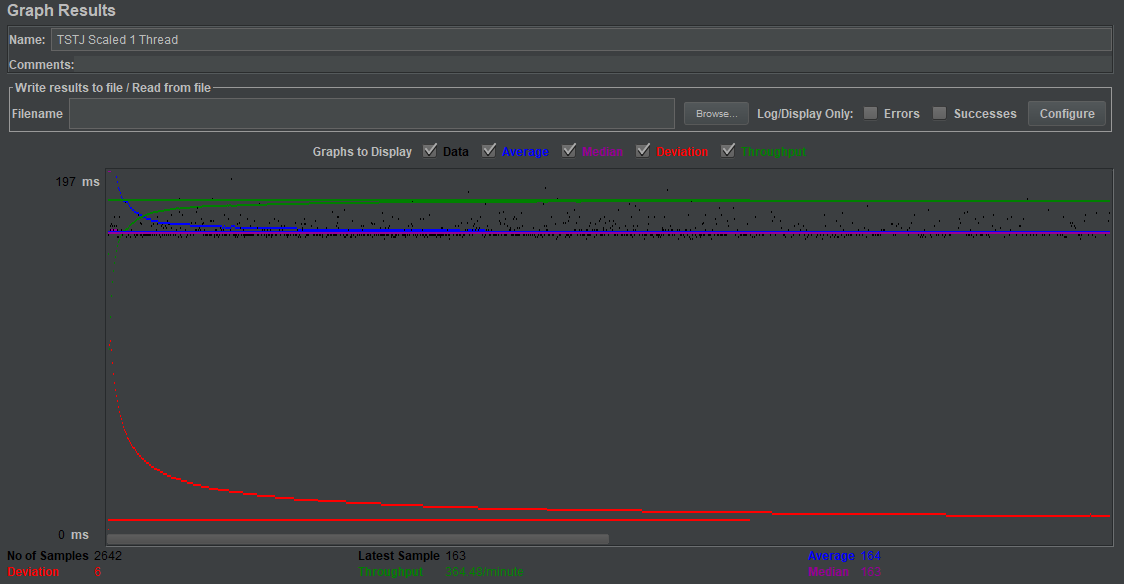 Graph Results
Name: TSTJ Scaled 1 Thread
Comments:
Write results to file / Read from file
Filename Browse... Log/Display Only: Errors Successes Configure
Graphs to Display Data Average Median Deviation Throughput
197 ms
0 ms
No of Samples 2642 Latest Sample 163 Average 164
Deviation 6 Throughput 364.48/minute Median 163